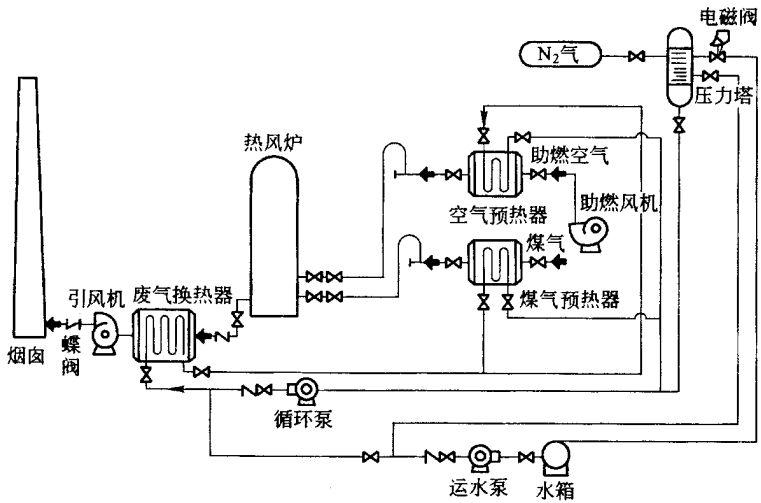 电磁阀
N₂气
压力塔
热风炉
助燃空气
空气预热器
助燃风机
煤气
煤气预热器
引风机
废气换热器
烟囱
蝶阀
循环泵
运水泵
水箱